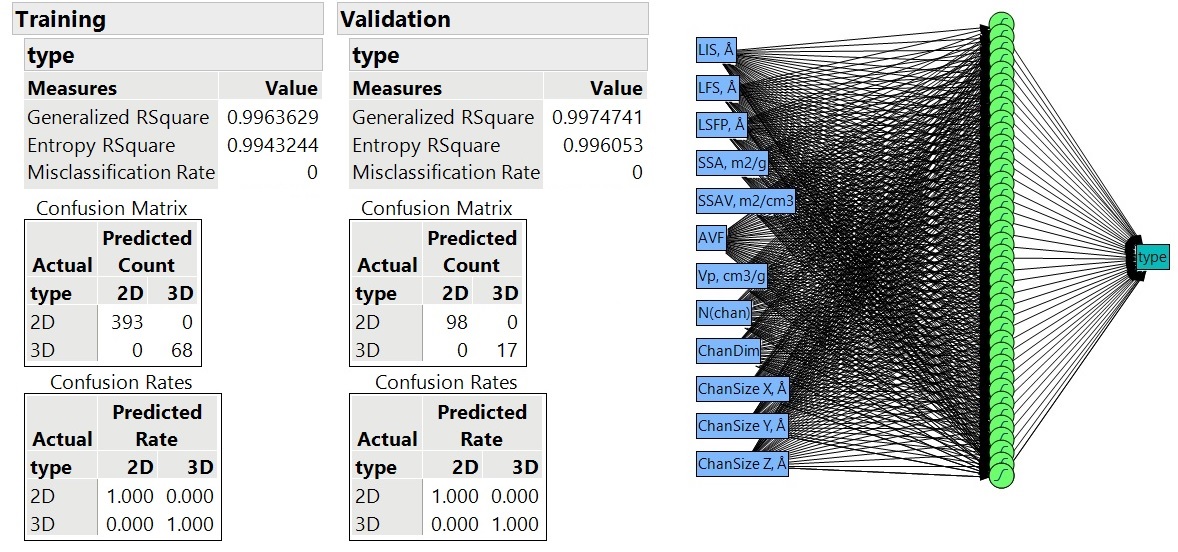 Training
type
Measures Value
Generalized RSquare 0.9963629
Entropy RSquare 0.9943244
Misclassification Rate 0
Confusion Matrix
Predicted
Actual Count
type 2D 3D
2D 393 0
3D 0 68
Confusion Rates
Predicted
Actual Rate
type 2D 3D
2D 1.000 0.000
3D 0.000 1.000
Validation
type
Measures Value
Generalized RSquare 0.9974741
Entropy RSquare 0.996053
Misclassification Rate 0
Confusion Matrix
Predicted
Actual Count
type 2D 3D
2D 98 0
3D 0 17
Confusion Rates
Predicted
Actual Rate
type 2D 3D
2D 1.000 0.000
3D 0.000 1.000
LIS, Å
LFS, Å
LSFP, Å
SSA, m2/g
SSAV, m2/cm3
AVF
Vp, cm3/g
N(chan)
ChanDim
ChanSize X, Å
ChanSize Y, Å
ChanSize Z, Å
type